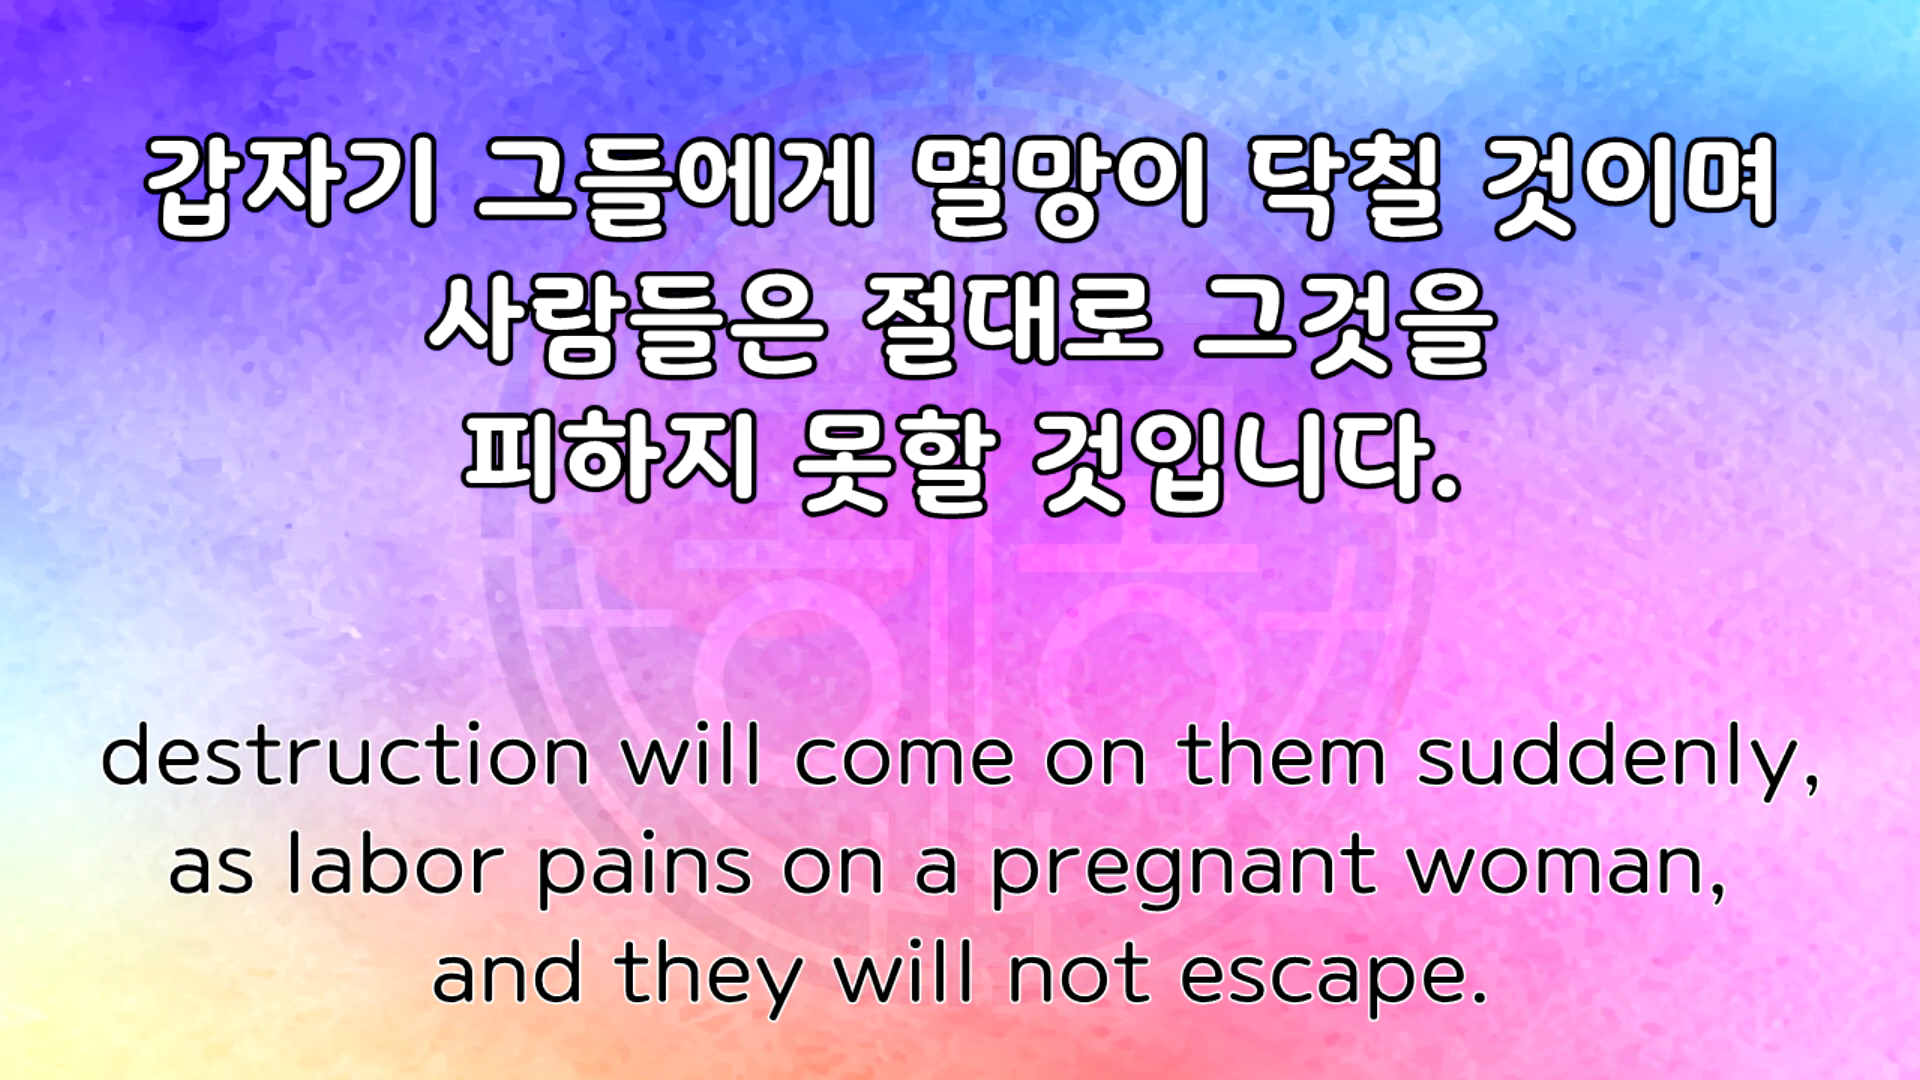 갑자기 그들에게 멸망이 닥칠 것이며
사람들은 절대로 그것을
피하지 못할 것입니다.
destruction will come on them suddenly,
as labor pains on a pregnant woman,
and they will not escape.